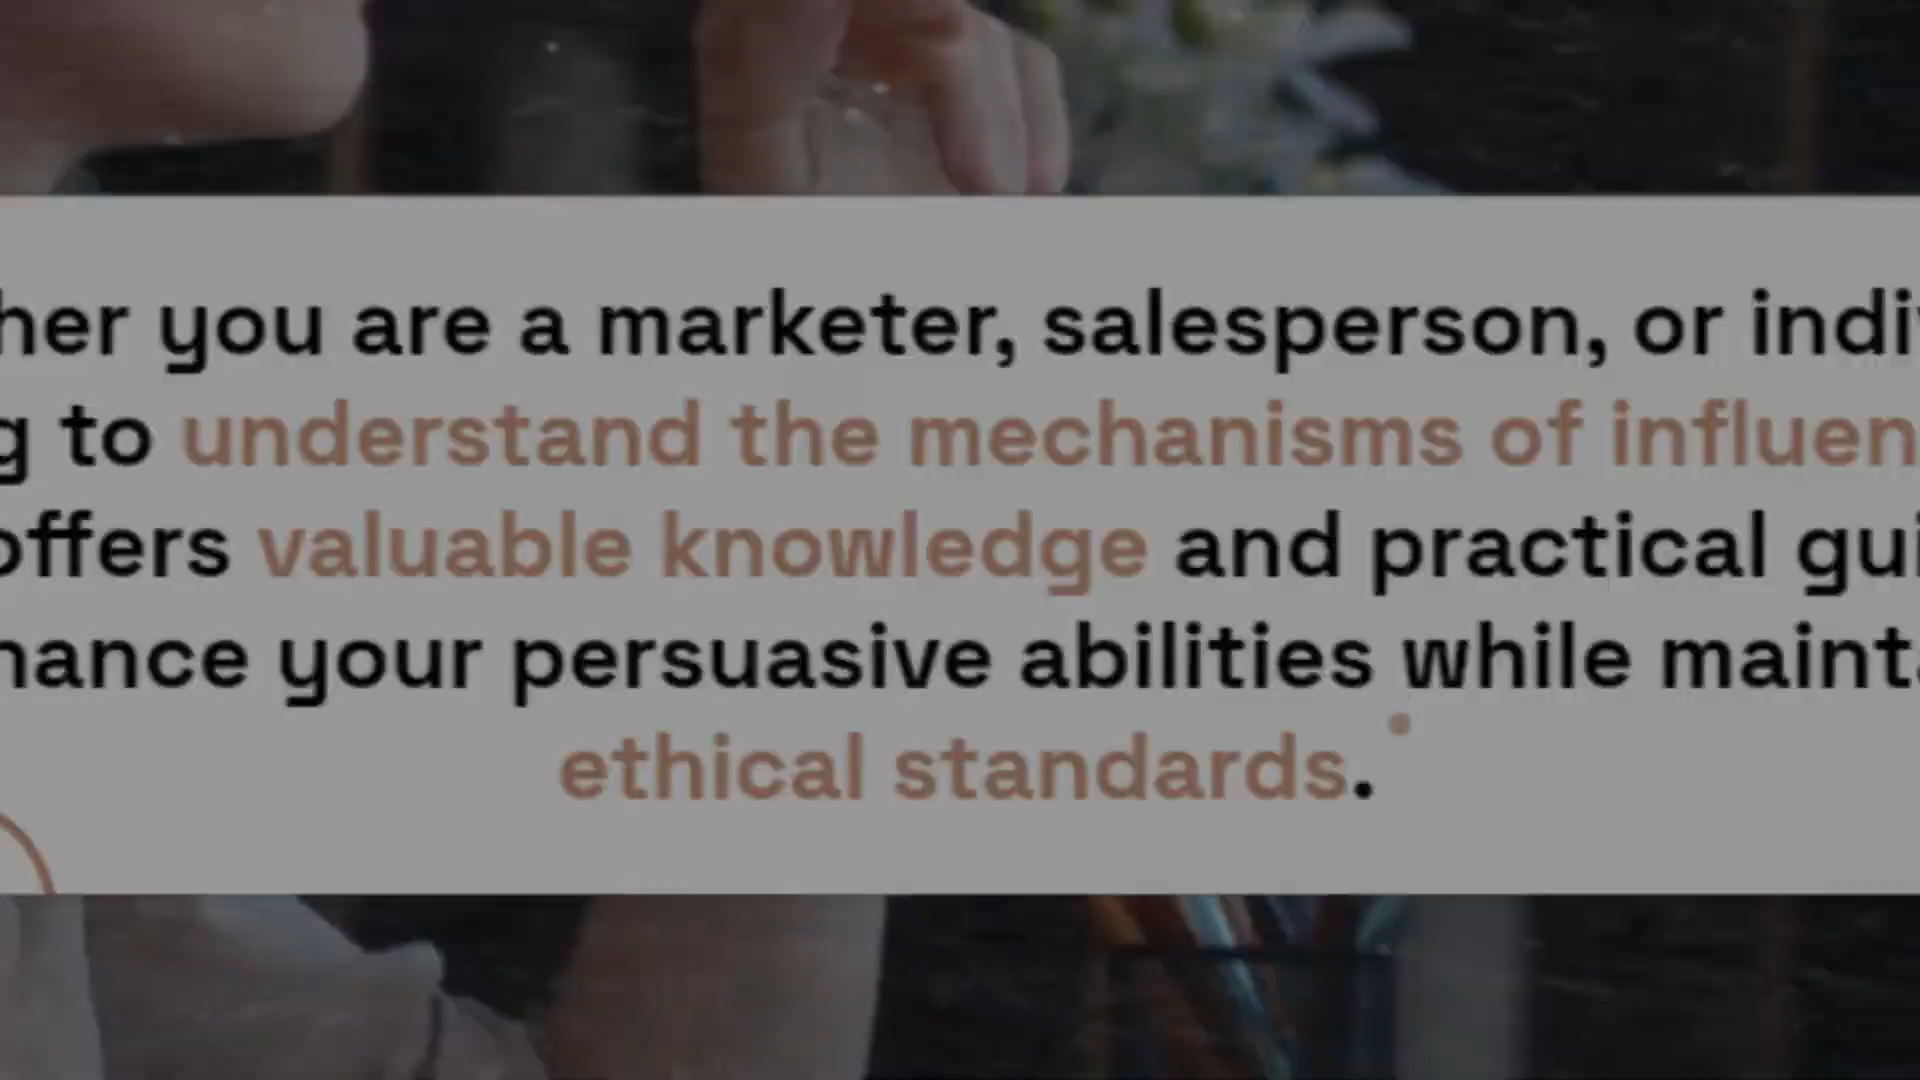 her you are a marketer, salesperson, or indiv
g to understand the mechanisms of influen
offers valuable knowledge and practical gui
hance your persuasive abilities while mainta
ethical standards.